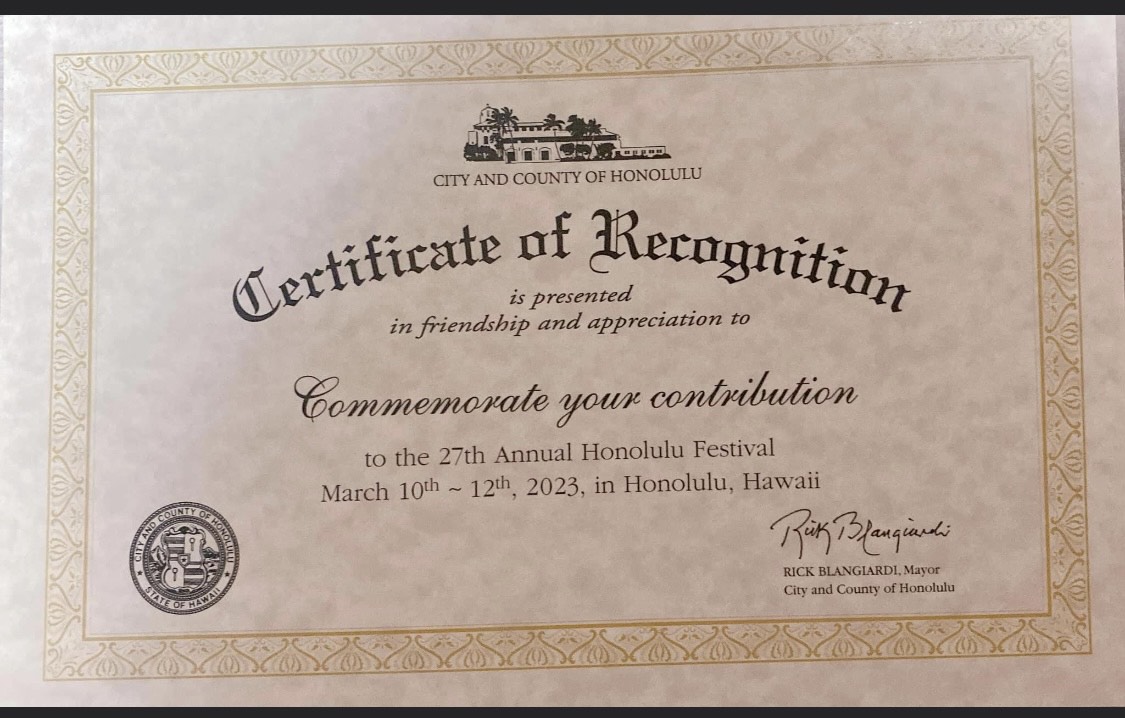 CITY AND COUNTY OF HONOLULU
Certificate of Recognition
is presented
in friendship and appreciation to
Commemorate your contribution
to the 27th Annual Honolulu Festival
March 10th ~ 12th, 2023, in Honolulu, Hawaii
CITY AND COUNTY OF HONOLULU
STATE OF HAWAII
Rick Blangiardi
RICK BLANGIARDI, Mayor
City and County of Honolulu